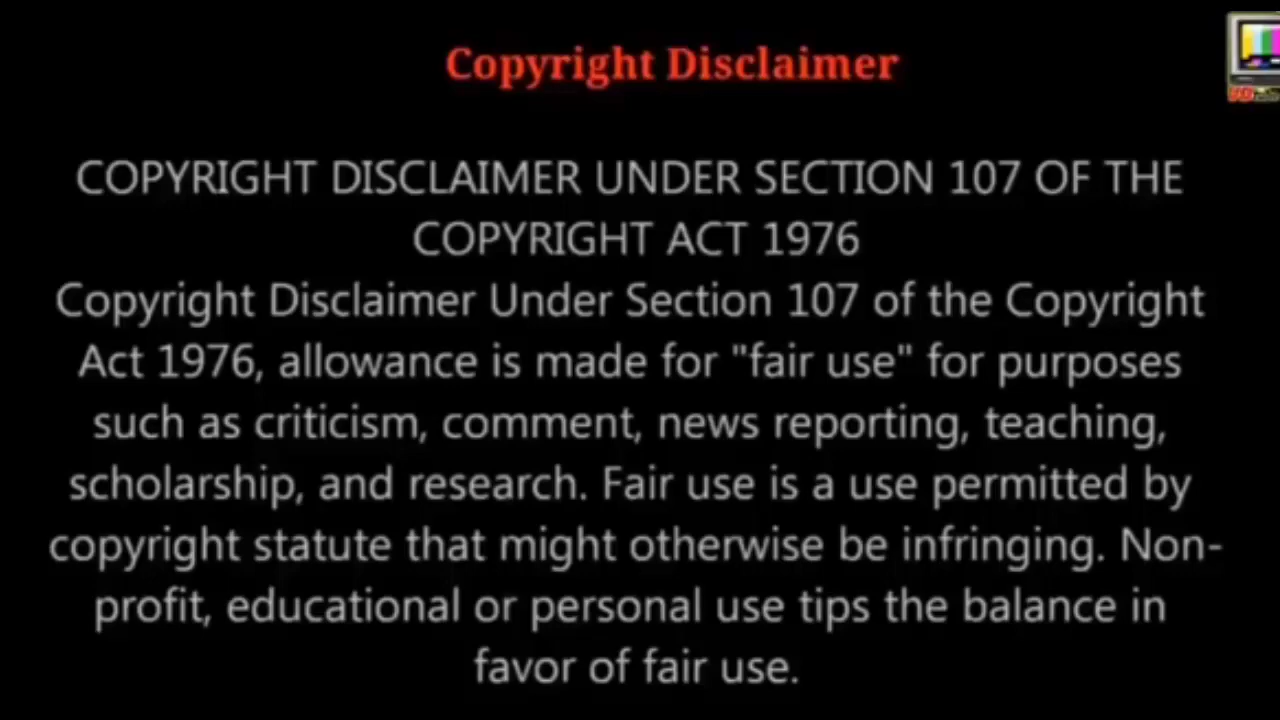 Copyright Disclaimer
COPYRIGHT DISCLAIMER UNDER SECTION 107 OF THE
COPYRIGHT ACT 1976
Copyright Disclaimer Under Section 107 of the Copyright
Act 1976, allowance is made for "fair use" for purposes
such as criticism, comment, news reporting, teaching,
scholarship, and research. Fair use is a use permitted by
copyright statute that might otherwise be infringing. Non-
profit, educational or personal use tips the balance in
favor of fair use.